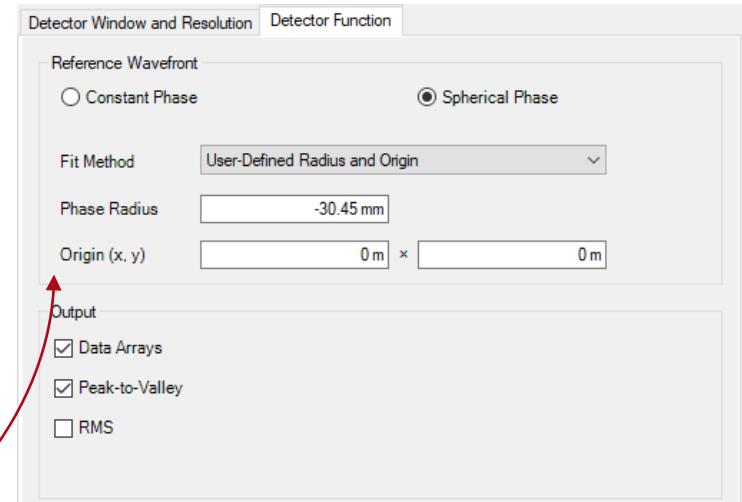 Detector Window and Resolution Detector Function
Reference Wavefront
Constant Phase Spherical Phase
Fit Method User-Defined Radius and Origin
Phase Radius -30.45 mm
Origin (x, y) 0 m × 0 m
Output
Data Arrays
Peak-to-Valley
RMS